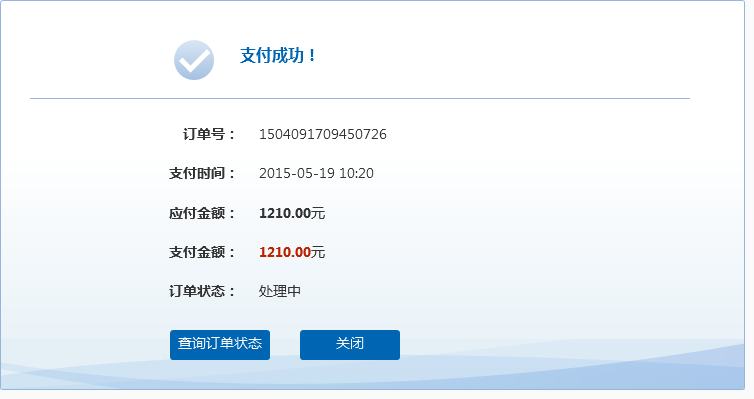 支付成功！
订单号： 1504091709450726
支付时间： 2015-05-19 10:20
应付金额： 1210.00元
支付金额： 1210.00元
订单状态： 处理中
查询订单状态 关闭